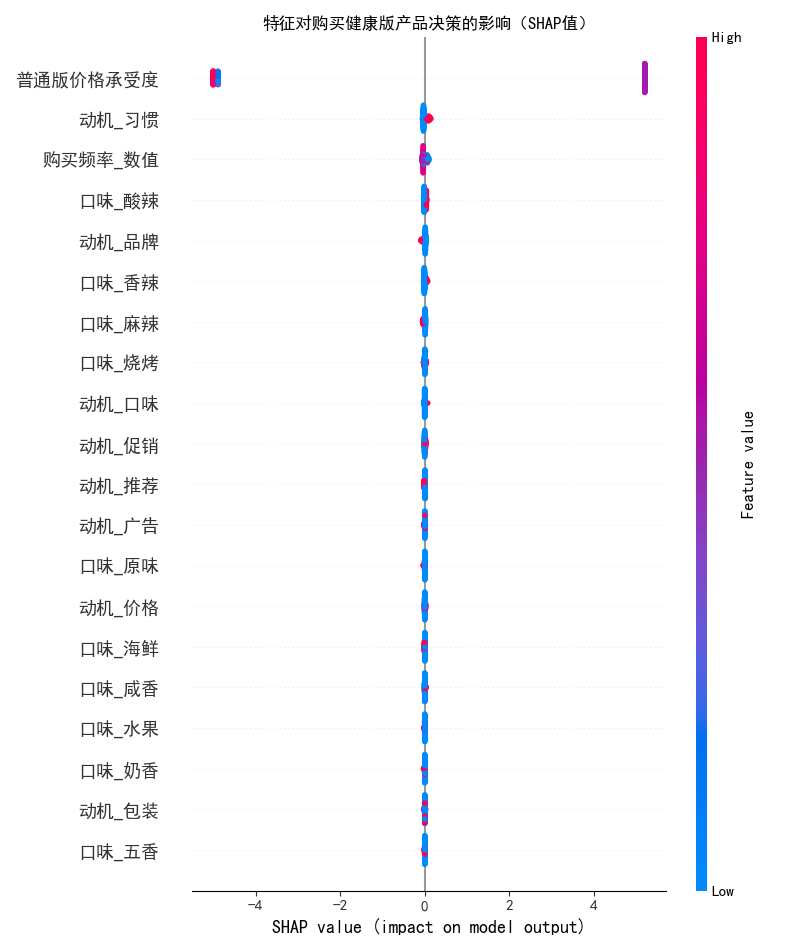 特征对购买健康版产品决策的影响（SHAP值）
High
普通版价格承受度
动机_习惯
购买频率_数值
口味_酸辣
动机_品牌
口味_香辣
口味_麻辣
口味_烧烤
动机_口味
动机_促销
动机_推荐
动机_广告
口味_原味
动机_价格
口味_海鲜
口味_咸香
口味_水果
口味_奶香
动机_包装
口味_五香
Feature value
Low
−4 −2 0 2 4
SHAP value (impact on model output)